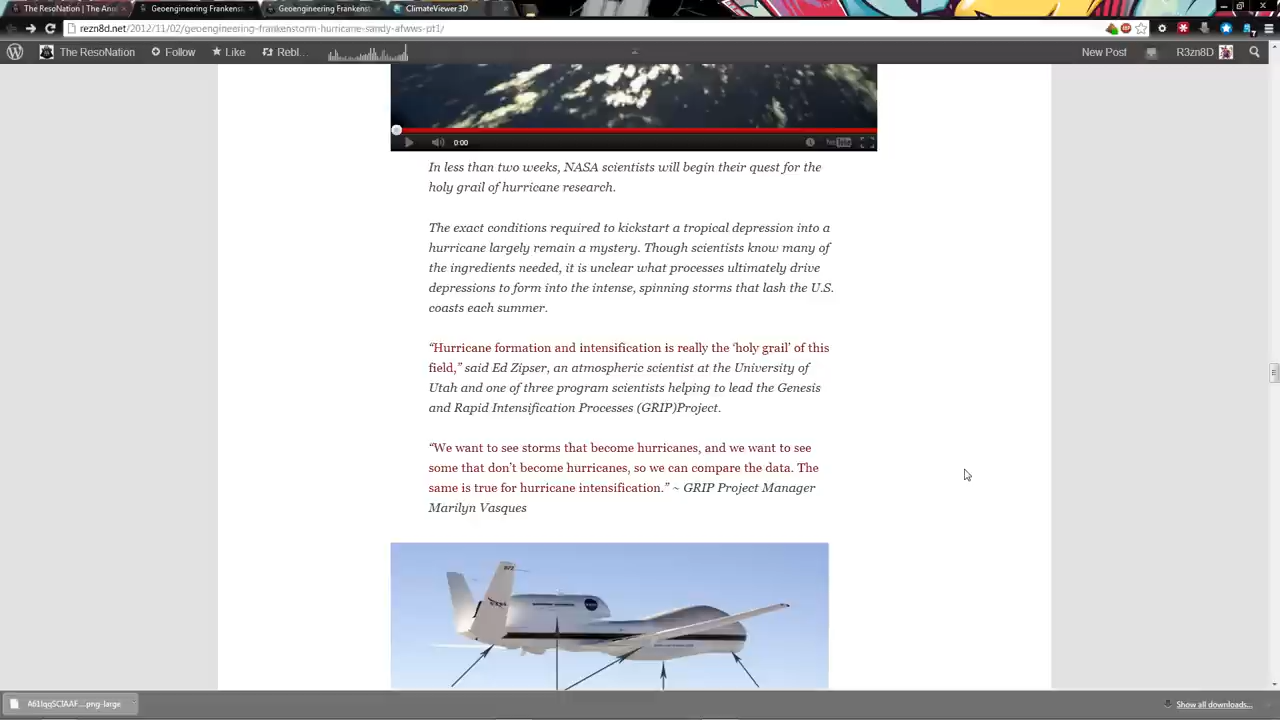 The ResoNation | The Ann
Geoengineering Frankenst
Geoengineering Frankenst
ClimateViewer 3D
rezn8d.net/2012/11/02/geoengineering-frankenstorm-hurricane-sandy-afwws-pt1/
The ResoNation Follow Like Rebl... New Post R3zn8D
0:00 YouTube
In less than two weeks, NASA scientists will begin their quest for the
holy grail of hurricane research.
The exact conditions required to kickstart a tropical depression into a
hurricane largely remain a mystery. Though scientists know many of
the ingredients needed, it is unclear what processes ultimately drive
depressions to form into the intense, spinning storms that lash the U.S.
coasts each summer.
“Hurricane formation and intensification is really the ‘holy grail’ of this
field,” said Ed Zipser, an atmospheric scientist at the University of
Utah and one of three program scientists helping to lead the Genesis
and Rapid Intensification Processes (GRIP)Project.
“We want to see storms that become hurricanes, and we want to see
some that don’t become hurricanes, so we can compare the data. The
same is true for hurricane intensification.” ~ GRIP Project Manager
Marilyn Vasques
872
NASA
A61lqqSCIAAF....png-large
Show all downloads...